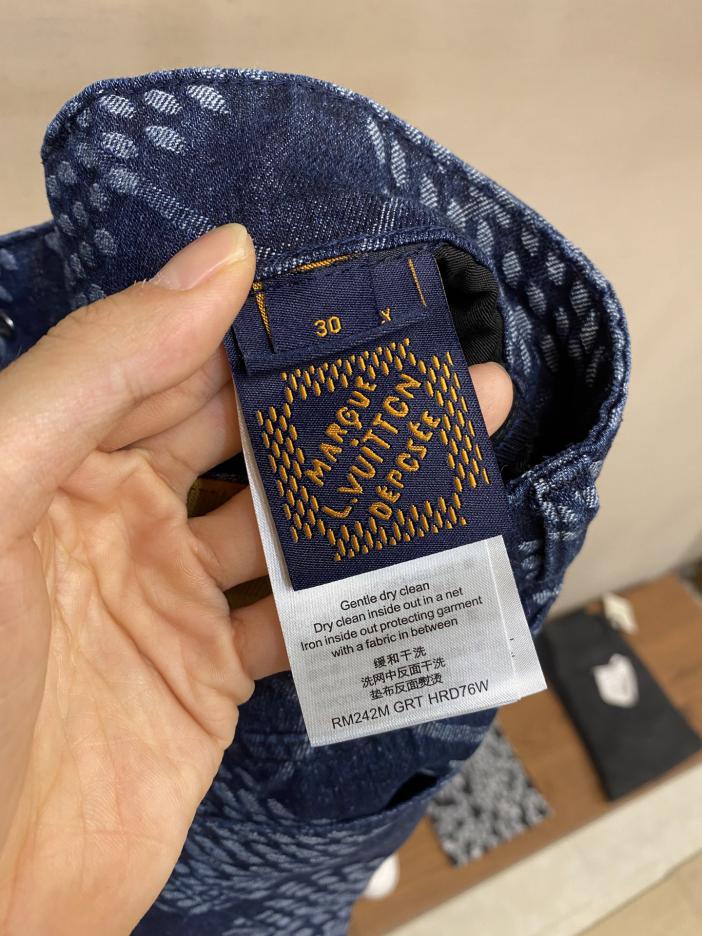 30
MARQUE
L.VUITTON
DÉPOSÉE
Gentle dry clean
Dry clean inside out in a net
Iron inside out protecting garment
with a fabric in between
缓和干洗
洗网中反面干洗
垫布反面熨烫
RM242M GRT HRD76W